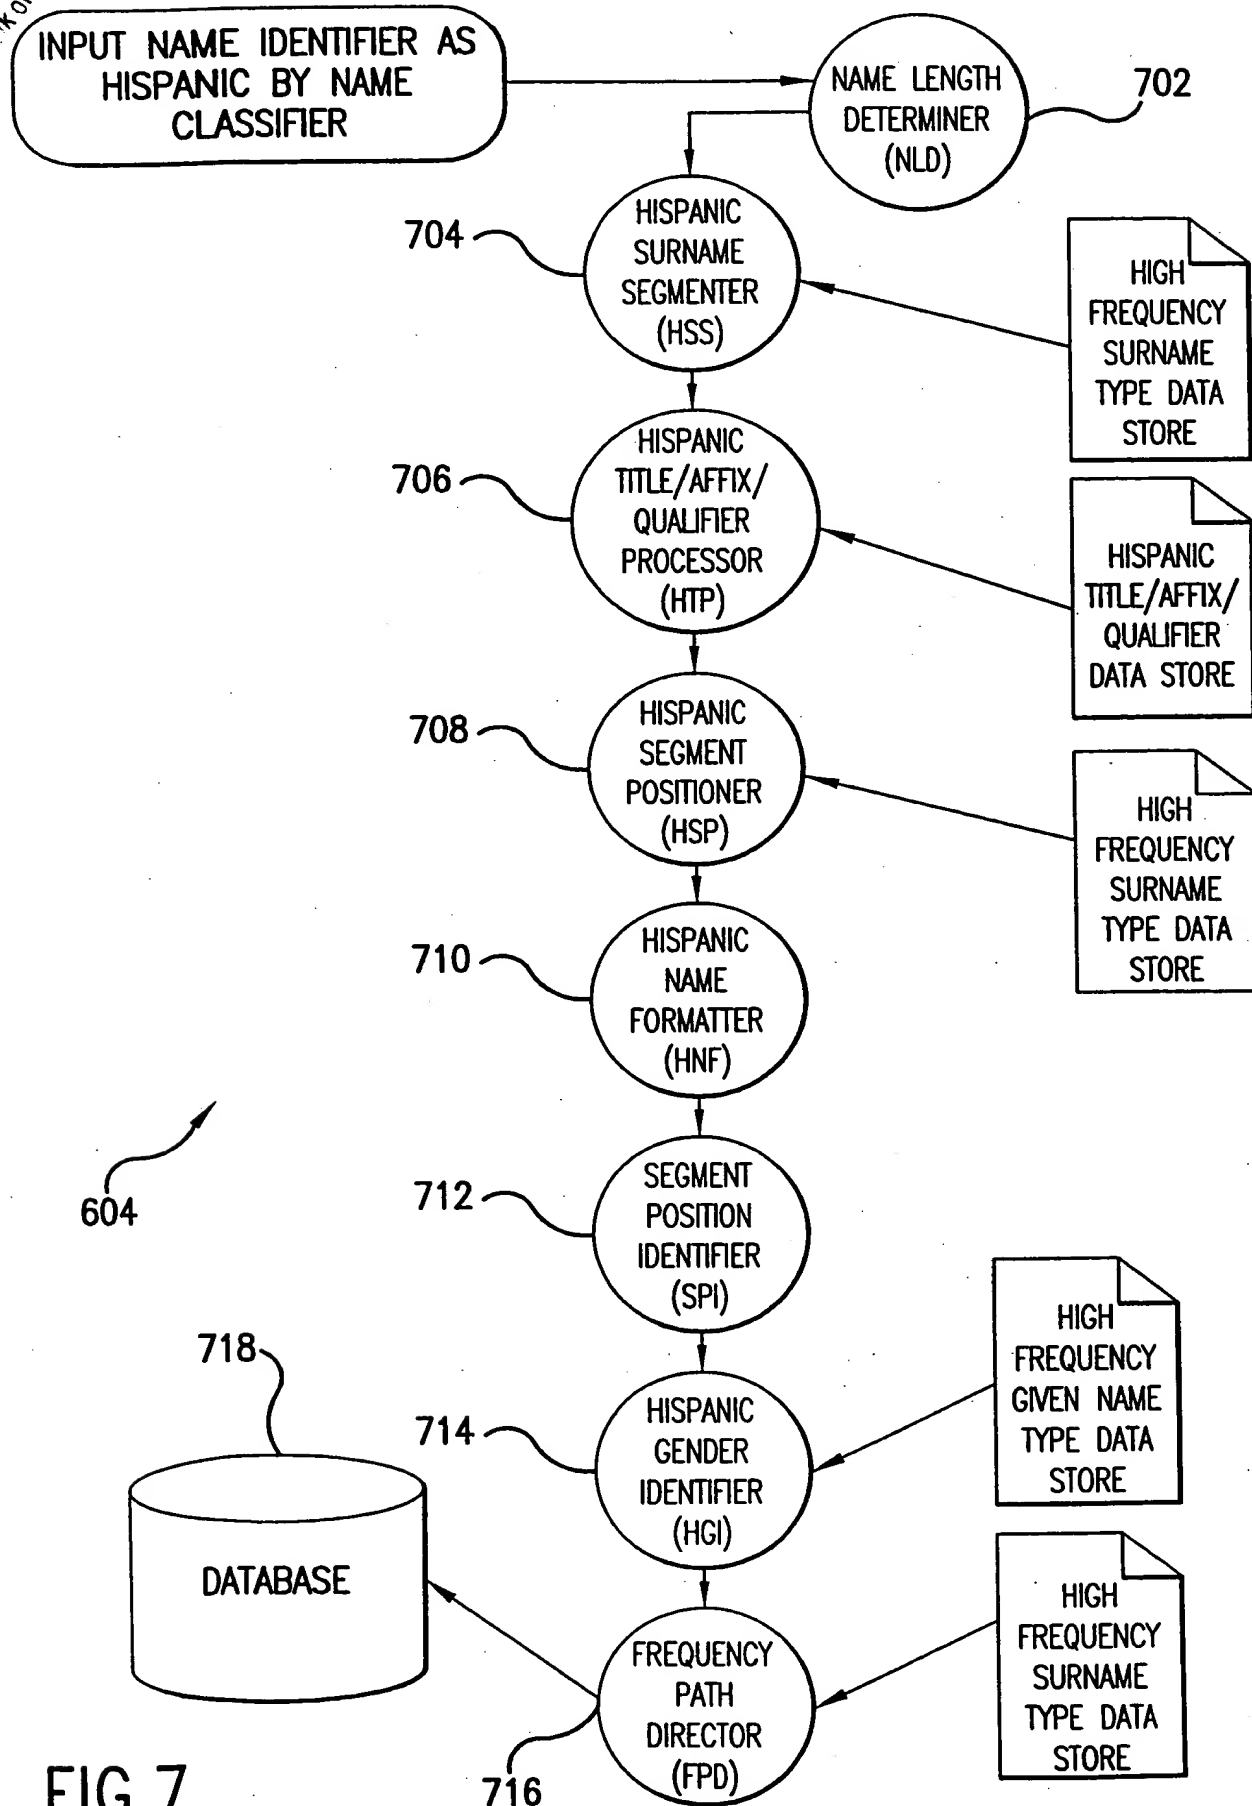 INPUT NAME IDENTIFIER AS
HISPANIC BY NAME
CLASSIFIER
NAME LENGTH
DETERMINER
(NLD)
702
704
HISPANIC
SURNAME
SEGMENTER
(HSS)
HIGH
FREQUENCY
SURNAME
TYPE DATA
STORE
706
HISPANIC
TITLE/AFFIX/
QUALIFIER
PROCESSOR
(HTP)
HISPANIC
TITLE/AFFIX/
QUALIFIER
DATA STORE
708
HISPANIC
SEGMENT
POSITIONER
(HSP)
HIGH
FREQUENCY
SURNAME
TYPE DATA
STORE
710
HISPANIC
NAME
FORMATTER
(HNF)
604
712
SEGMENT
POSITION
IDENTIFIER
(SPI)
718
714
HISPANIC
GENDER
IDENTIFIER
(HGI)
HIGH
FREQUENCY
GIVEN NAME
TYPE DATA
STORE
DATABASE
FREQUENCY
PATH
DIRECTOR
(FPD)
716
HIGH
FREQUENCY
SURNAME
TYPE DATA
STORE
FIG.7